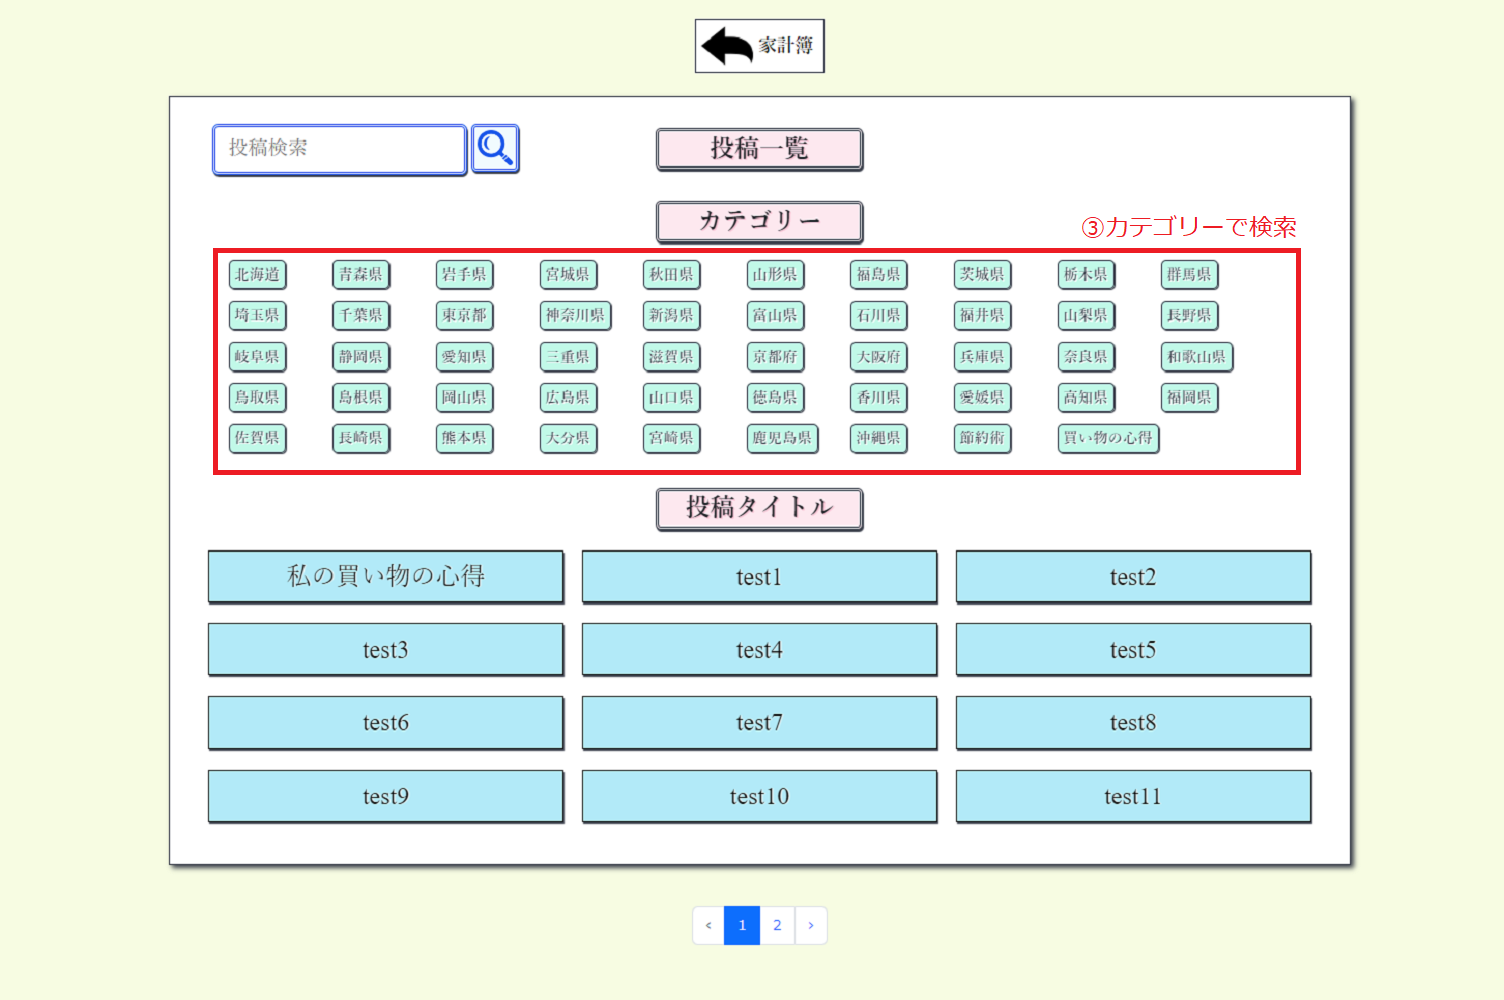 家計簿
投稿検索
投稿一覧
カテゴリー
③カテゴリーで検索
北海道 青森県 岩手県 宮城県 秋田県 山形県 福島県 茨城県 栃木県 群馬県
埼玉県 千葉県 東京都 神奈川県 新潟県 富山県 石川県 福井県 山梨県 長野県
岐阜県 静岡県 愛知県 三重県 滋賀県 京都府 大阪府 兵庫県 奈良県 和歌山県
鳥取県 島根県 岡山県 広島県 山口県 徳島県 香川県 愛媛県 高知県 福岡県
佐賀県 長崎県 熊本県 大分県 宮崎県 鹿児島県 沖縄県 節約術 買い物の心得
投稿タイトル
私の買い物の心得 test1 test2
test3 test4 test5
test6 test7 test8
test9 test10 test11
‹ 1 2 ›